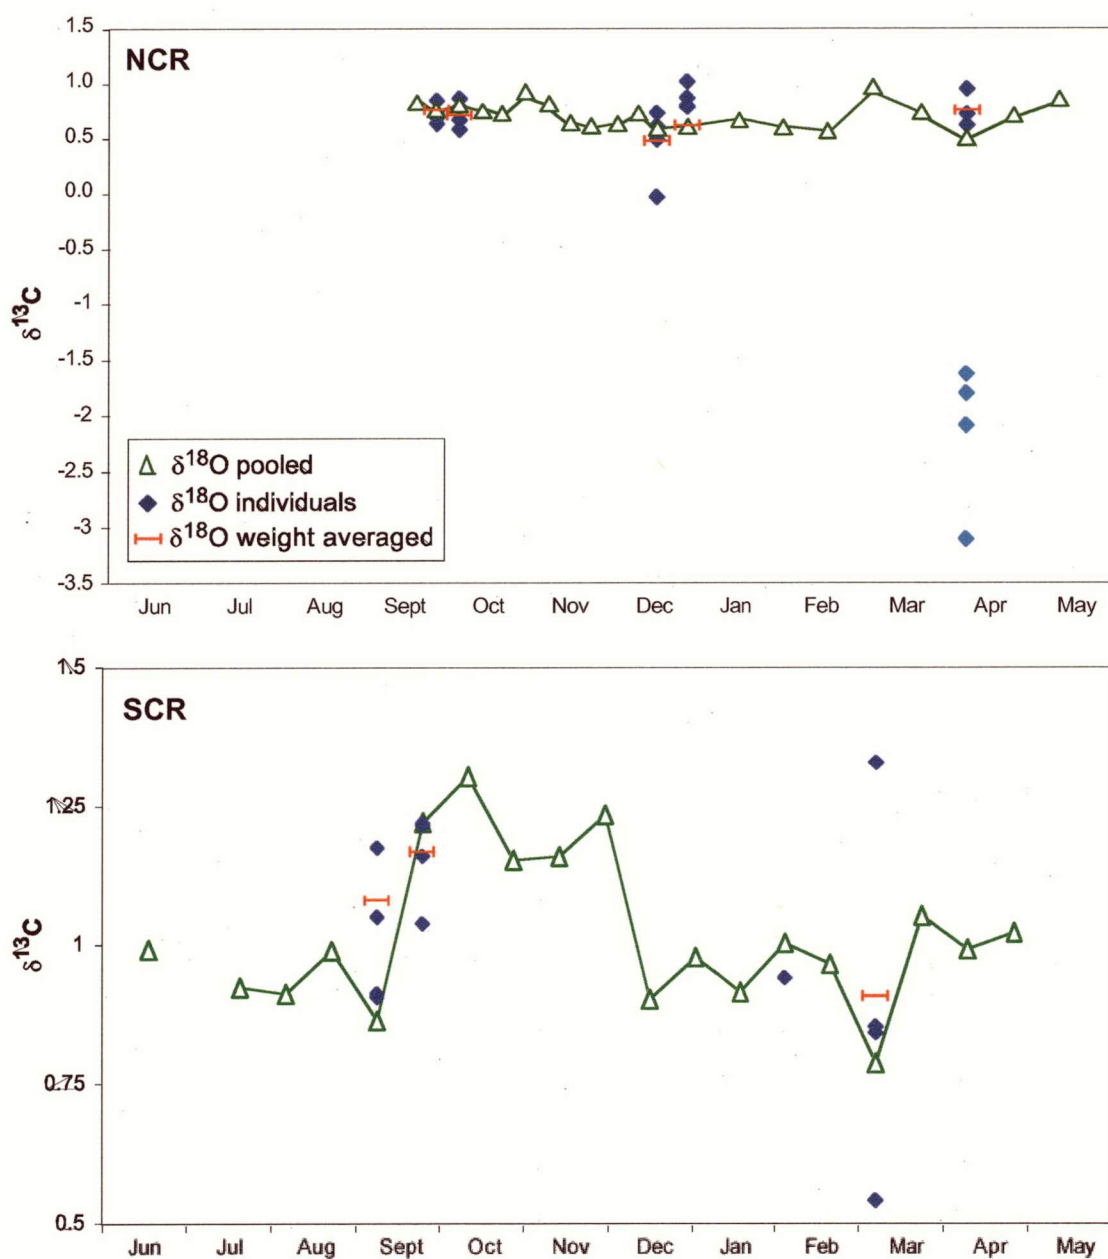 1.5
NCR
1.0
0.5
0.0
-0.5
-1
-1.5
-2
-2.5
-3
-3.5
δ¹³C
δ¹⁸O pooled
δ¹⁸O individuals
δ¹⁸O weight averaged
Jun Jul Aug Sept Oct Nov Dec Jan Feb Mar Apr May
1.5
SCR
1.25
1
0.75
0.5
δ¹³C
Jun Jul Aug Sept Oct Nov Dec Jan Feb Mar Apr May